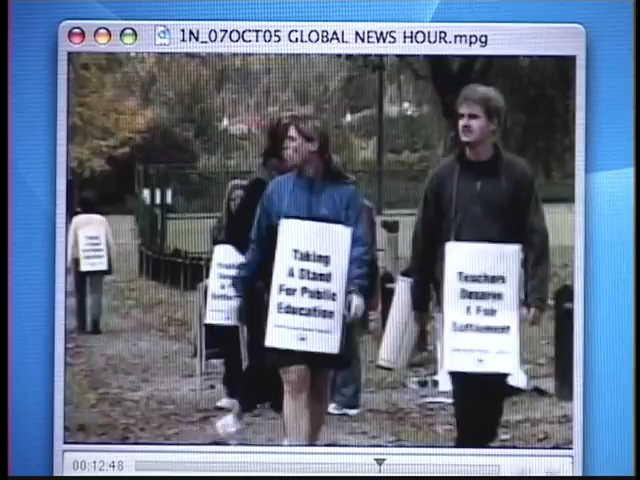 1N_07OCT05 GLOBAL NEWS HOUR.mpg
Taking
A Stand
For Public
Education
Teachers
Deserve
A Fair
Settlement
00:12:48